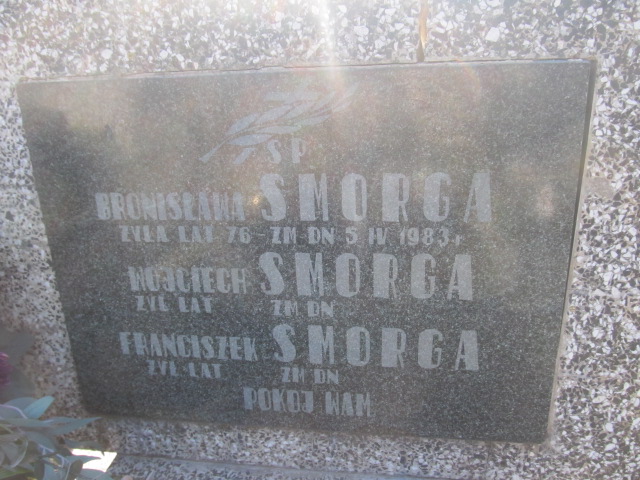 ŚP
BRONISŁAWA SMORGA
ŻYŁA LAT 76 - ZM DN 5 IV 1983 r
WOJCIECH SMORGA
ŻYŁ LAT ZM DN
FRANCISZEK SMORGA
ŻYŁ LAT ZM DN
POKÓJ WAM